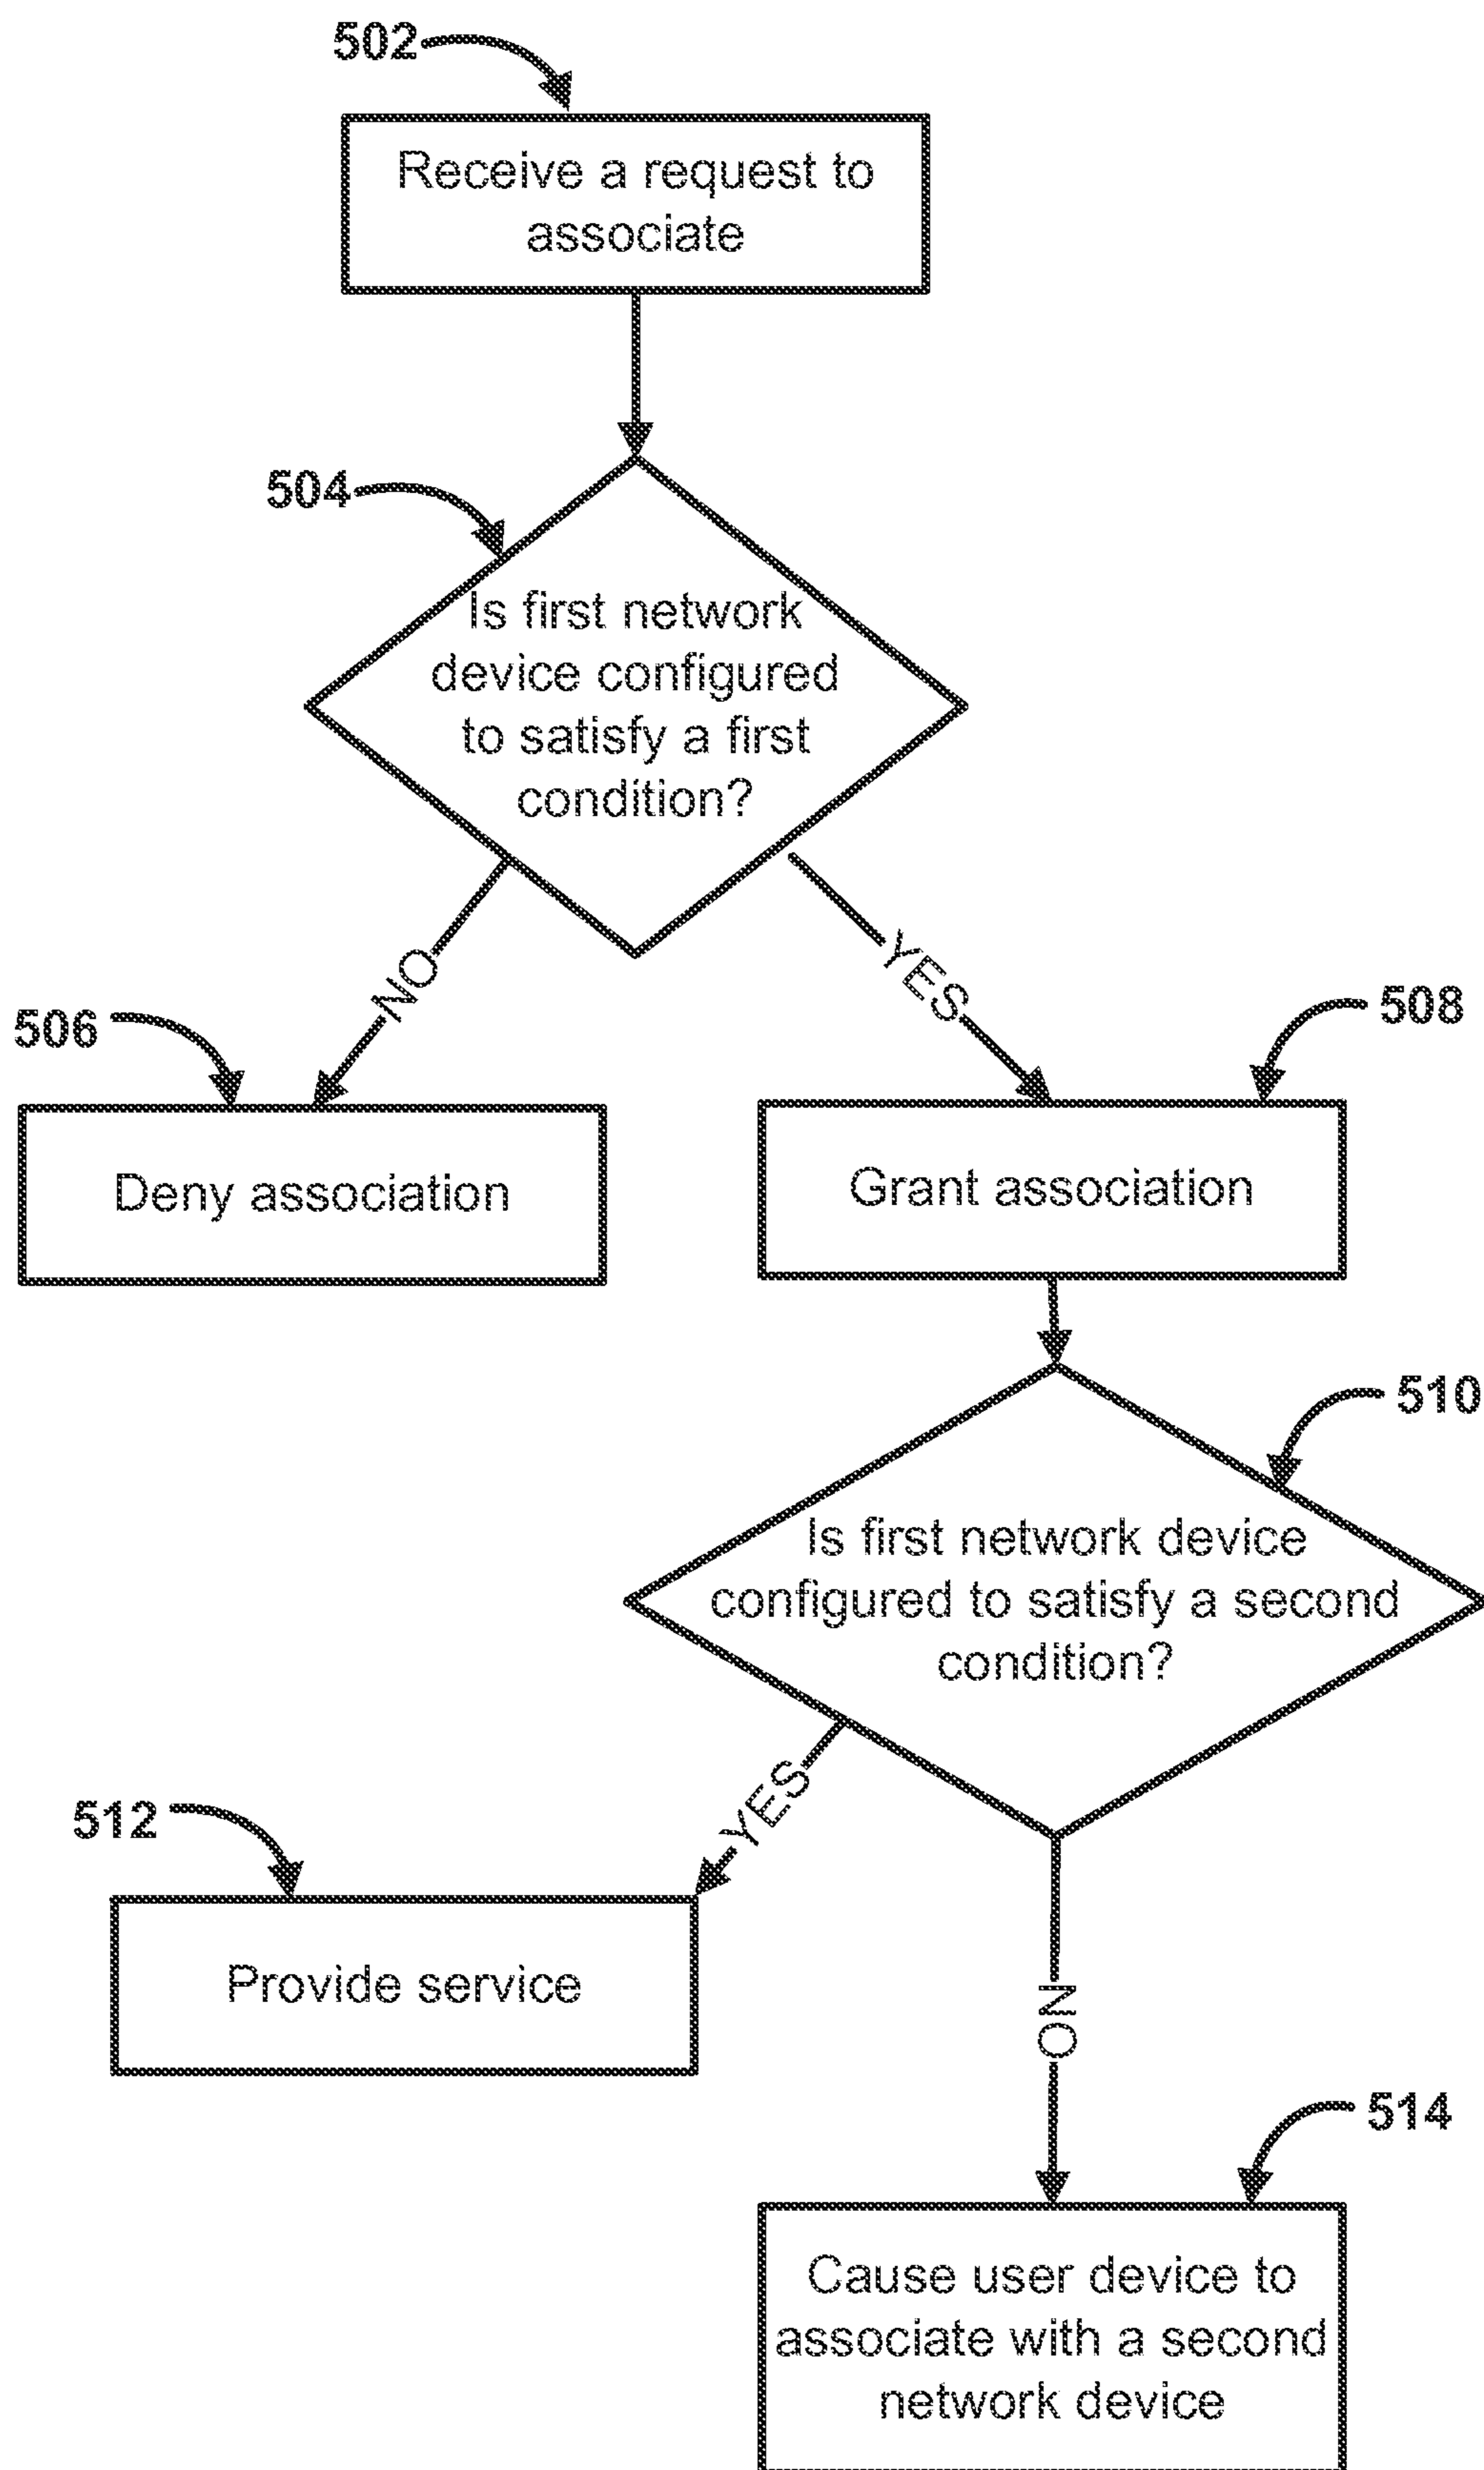 502
Receive a request to
associate
504
Is first network
device configured
to satisfy a first
condition?
NO
YES
506
508
Deny association
Grant association
510
Is first network device
configured to satisfy a second
condition?
YES
512
Provide service
NO
514
Cause user device to
associate with a second
network device